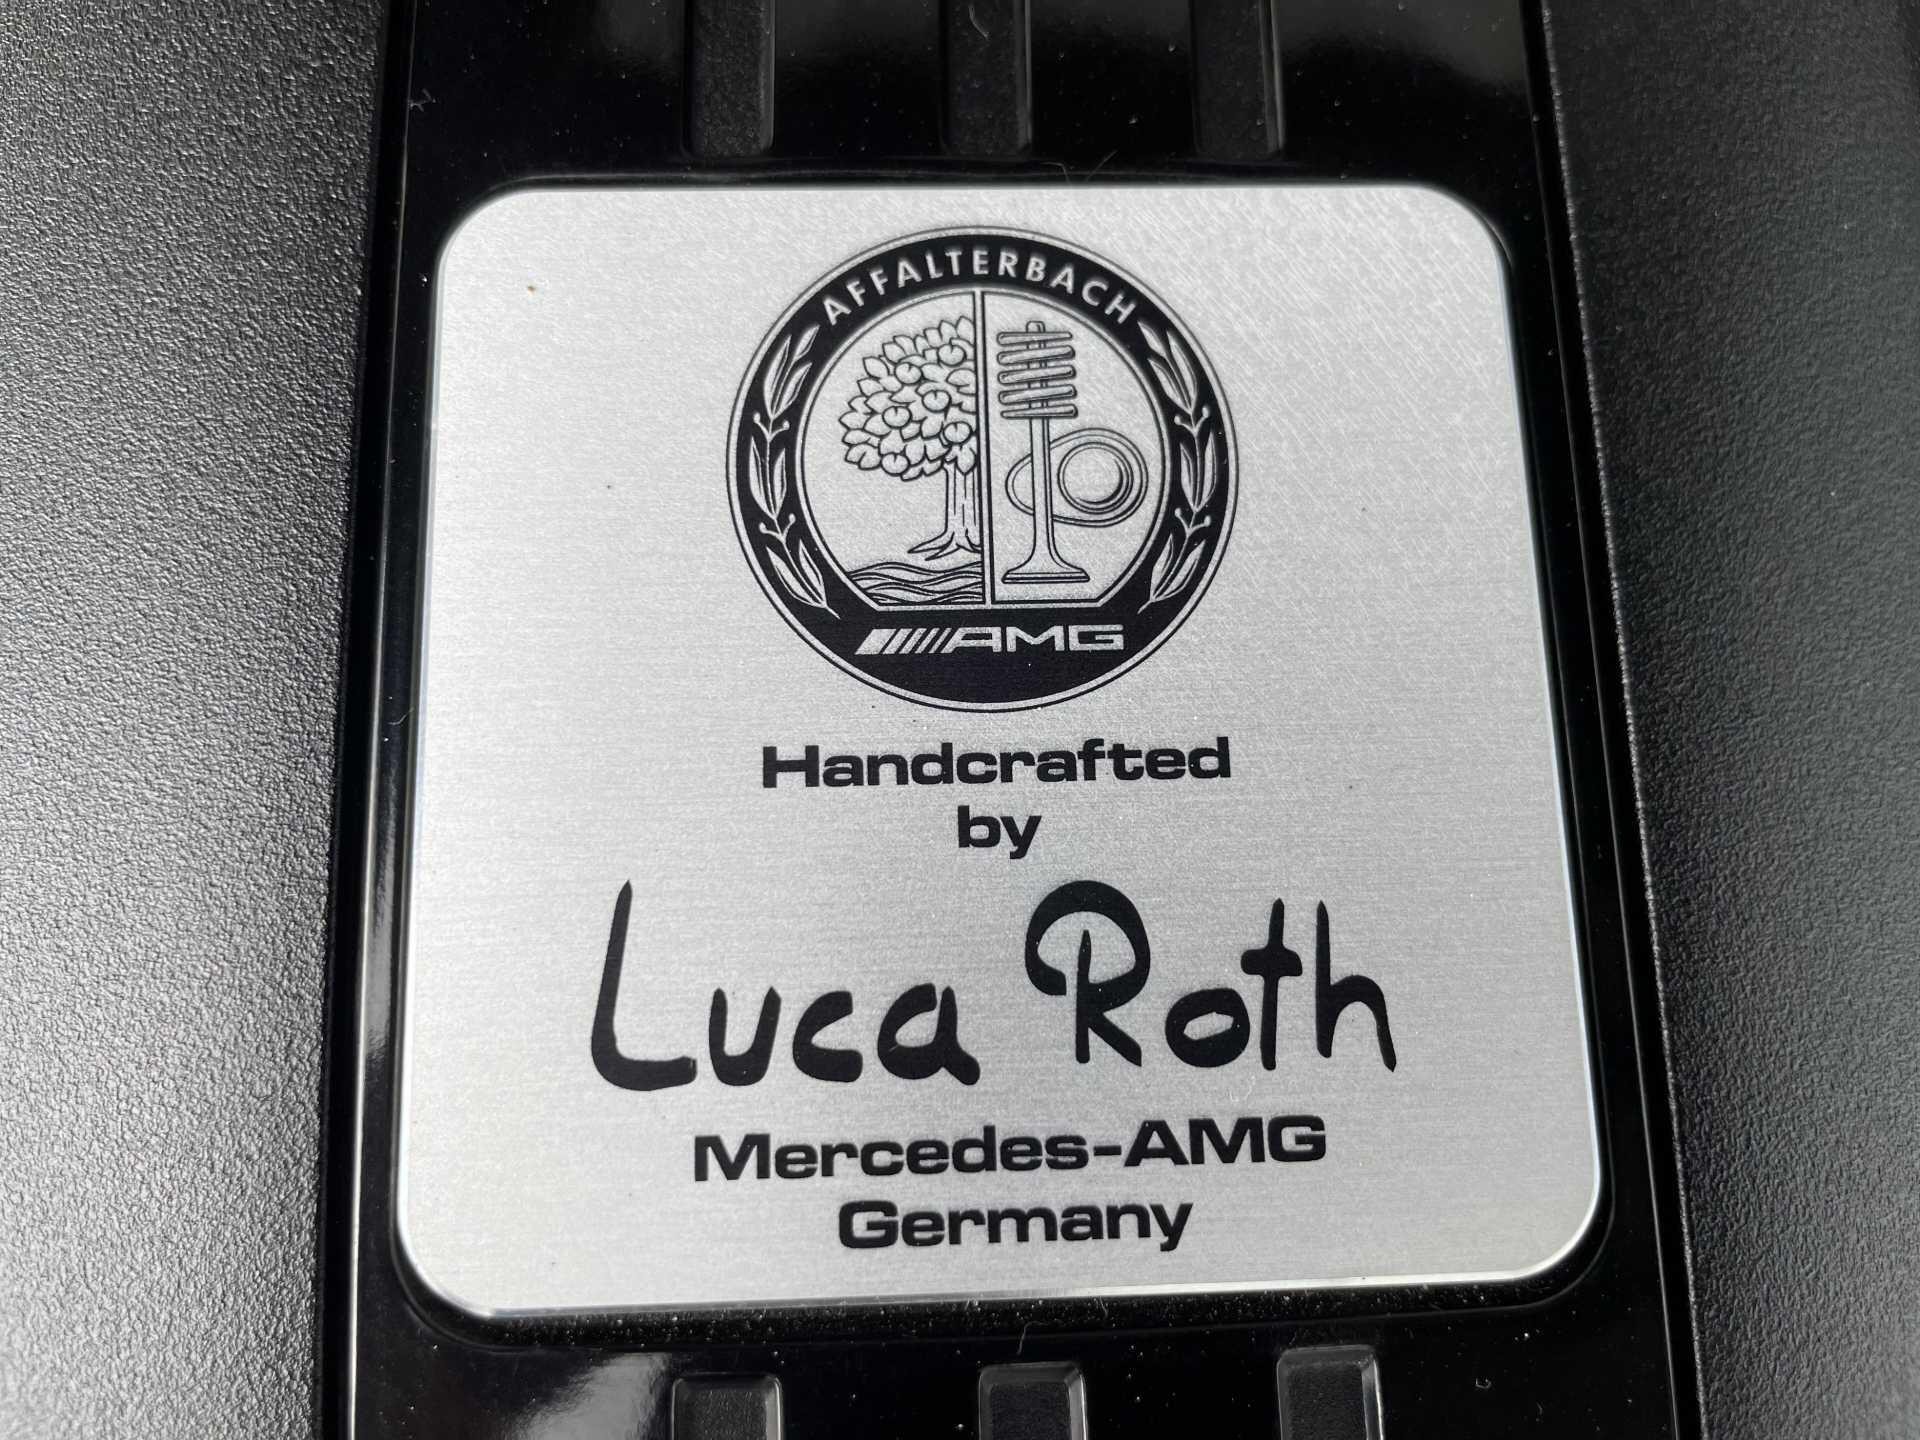 AFFALTERBACH
AMG
Handcrafted
by
Luca Roth
Mercedes-AMG
Germany